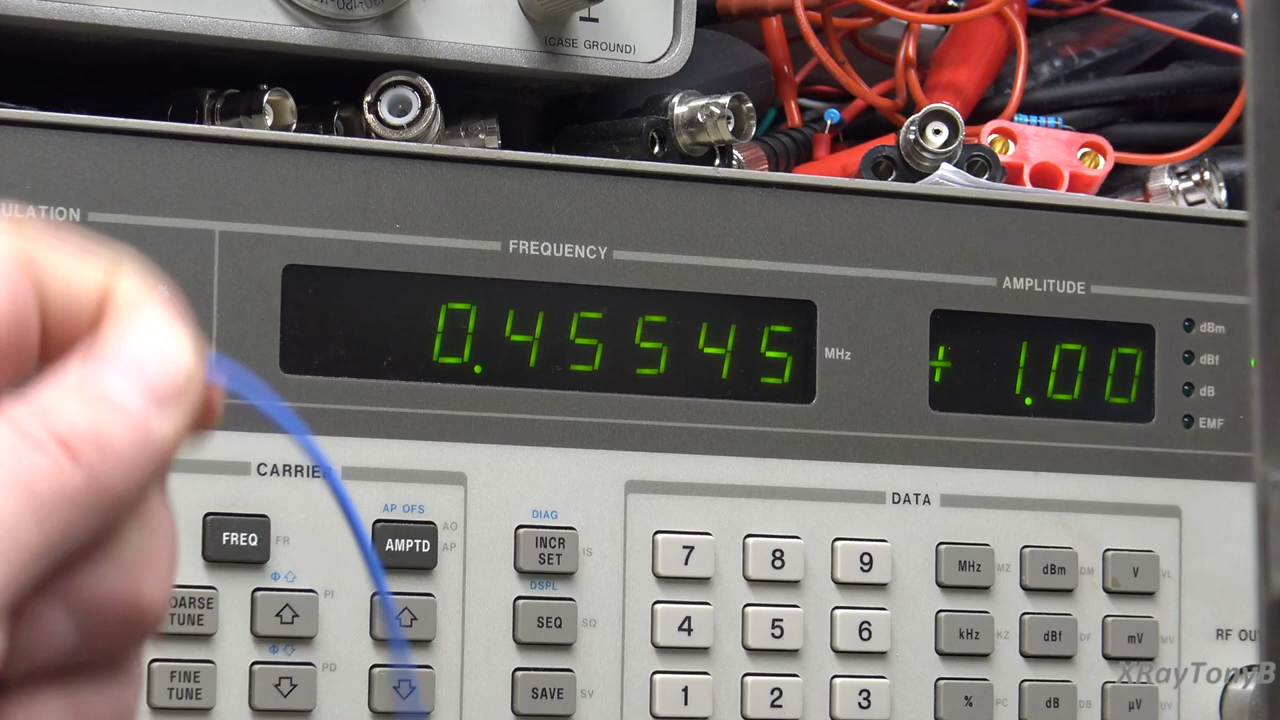 (CASE GROUND)
ULATION
FREQUENCY
AMPLITUDE
0.45545
MHz
+ 1.00
dBm
dBf
dB
EMF
CARRIER
DATA
AP OFS
DIAG
FREQ
FR
AMPTD
AO
AP
INCR
SET
IS
7
8
9
MHz
MZ
dBm
DM
V
VL
OARSE
TUNE
Φ
PI
DSPL
SEQ
SQ
4
5
6
kHz
KZ
dBf
DF
mV
MV
RF OU
FINE
TUNE
Φ
PD
SAVE
SV
1
2
3
%
PC
dB
DB
µV
UV
XRayTonyB